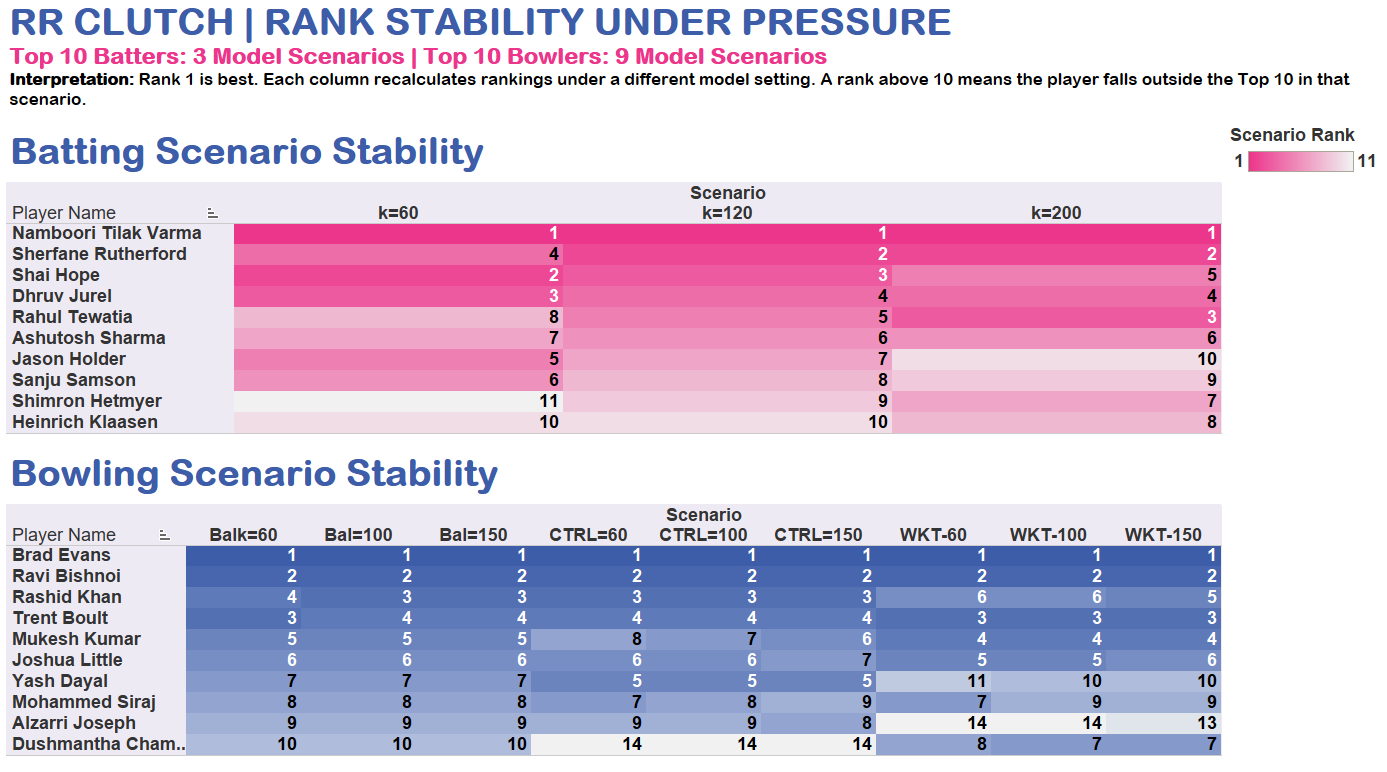 RR CLUTCH | RANK STABILITY UNDER PRESSURE
Top 10 Batters: 3 Model Scenarios | Top 10 Bowlers: 9 Model Scenarios
Interpretation: Rank 1 is best. Each column recalculates rankings under a different model setting. A rank above 10 means the player falls outside the Top 10 in that
scenario.
Batting Scenario Stability
Scenario Rank
1 11
Scenario
Player Name k=60 k=120 k=200
Namboori Tilak Varma 1 1 1
Sherfane Rutherford 4 2 2
Shai Hope 2 3 5
Dhruv Jurel 3 4 4
Rahul Tewatia 8 5 3
Ashutosh Sharma 7 6 6
Jason Holder 5 7 10
Sanju Samson 6 8 9
Shimron Hetmyer 11 9 7
Heinrich Klaasen 10 10 8
Bowling Scenario Stability
Scenario
Player Name Balk=60 Bal=100 Bal=150 CTRL=60 CTRL=100 CTRL=150 WKT-60 WKT-100 WKT-150
Brad Evans 1 1 1 1 1 1 1 1 1
Ravi Bishnoi 2 2 2 2 2 2 2 2 2
Rashid Khan 4 3 3 3 3 3 6 6 5
Trent Boult 3 4 4 4 4 4 3 3 3
Mukesh Kumar 5 5 5 8 7 6 4 4 4
Joshua Little 6 6 6 6 6 7 5 5 6
Yash Dayal 7 7 7 5 5 5 11 10 10
Mohammed Siraj 8 8 8 7 8 9 7 9 9
Alzarri Joseph 9 9 9 9 9 8 14 14 13
Dushmantha Cham.. 10 10 10 14 14 14 8 7 7